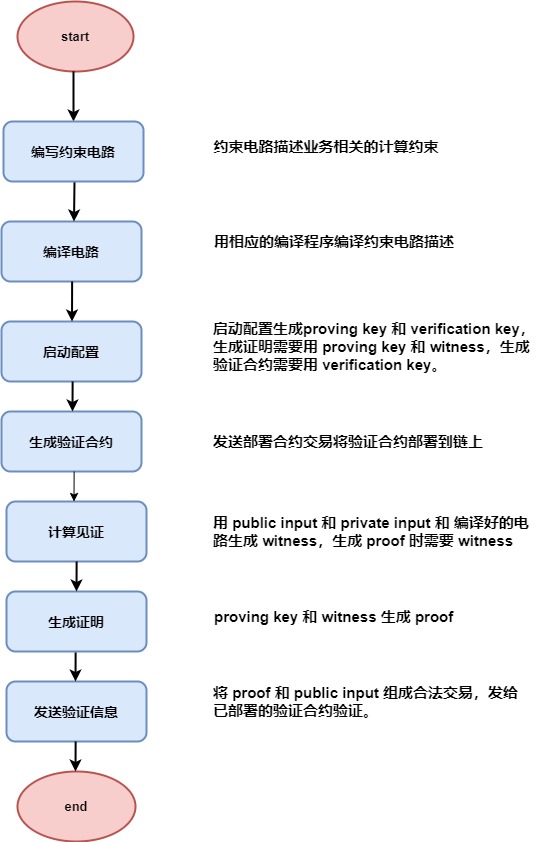 start
编写约束电路
约束电路描述业务相关的计算约束
编译电路
用相应的编译程序编译约束电路描述
启动配置
启动配置生成proving key 和 verification key，
生成证明需要用 proving key 和 witness，生成
验证合约需要用 verification key。
生成验证合约
发送部署合约交易将验证合约部署到链上
计算见证
用 public input 和 private input 和 编译好的电
路生成 witness，生成 proof 时需要 witness
生成证明
proving key 和 witness 生成 proof
发送验证信息
将 proof 和 public input 组成合法交易，发给
已部署的验证合约验证。
end